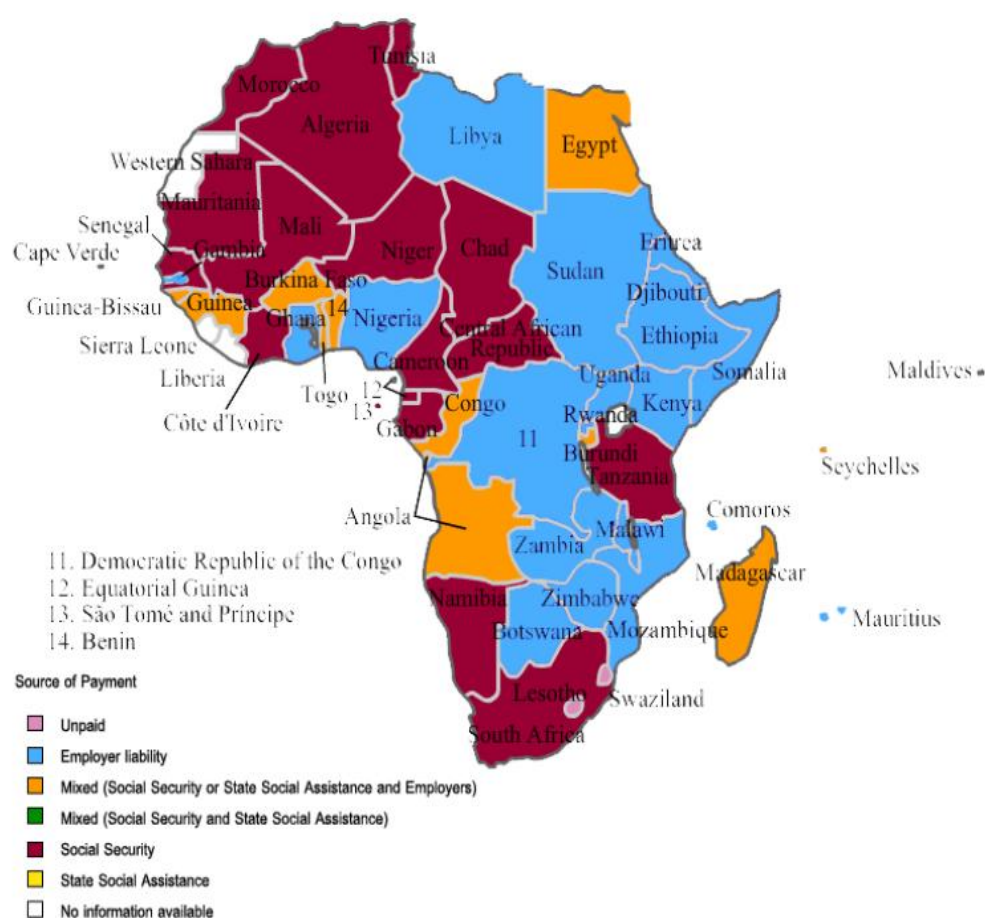 Tunisia
Morocco
Algeria
Libya
Egypt
Western Sahara
Mauritania
Senegal
Mali
Niger
Chad
Eritrea
Cape Verde
Gambia
Sudan
Burkina Faso
Djibouti
Guinea-Bissau
Guinea
14
Ghana
Nigeria
Central African
Republic
Ethiopia
Sierra Leone
Cameroon
Liberia
Togo
12
Uganda
Somalia
Maldives
Côte d'Ivoire
13
Congo
Kenya
Gabon
Rwanda
11
Burundi
Tanzania
Seychelles
Angola
Comoros
Malawi
Zambia
11. Democratic Republic of the Congo
12. Equatorial Guinea
13. São Tomé and Príncipe
14. Benin
Madagascar
Namibia
Zimbabwe
Mauritius
Botswana
Mozambique
Lesotho
Swaziland
South Africa
Source of Payment
Unpaid
Employer liability
Mixed (Social Security or State Social Assistance and Employers)
Mixed (Social Security and State Social Assistance)
Social Security
State Social Assistance
No information available